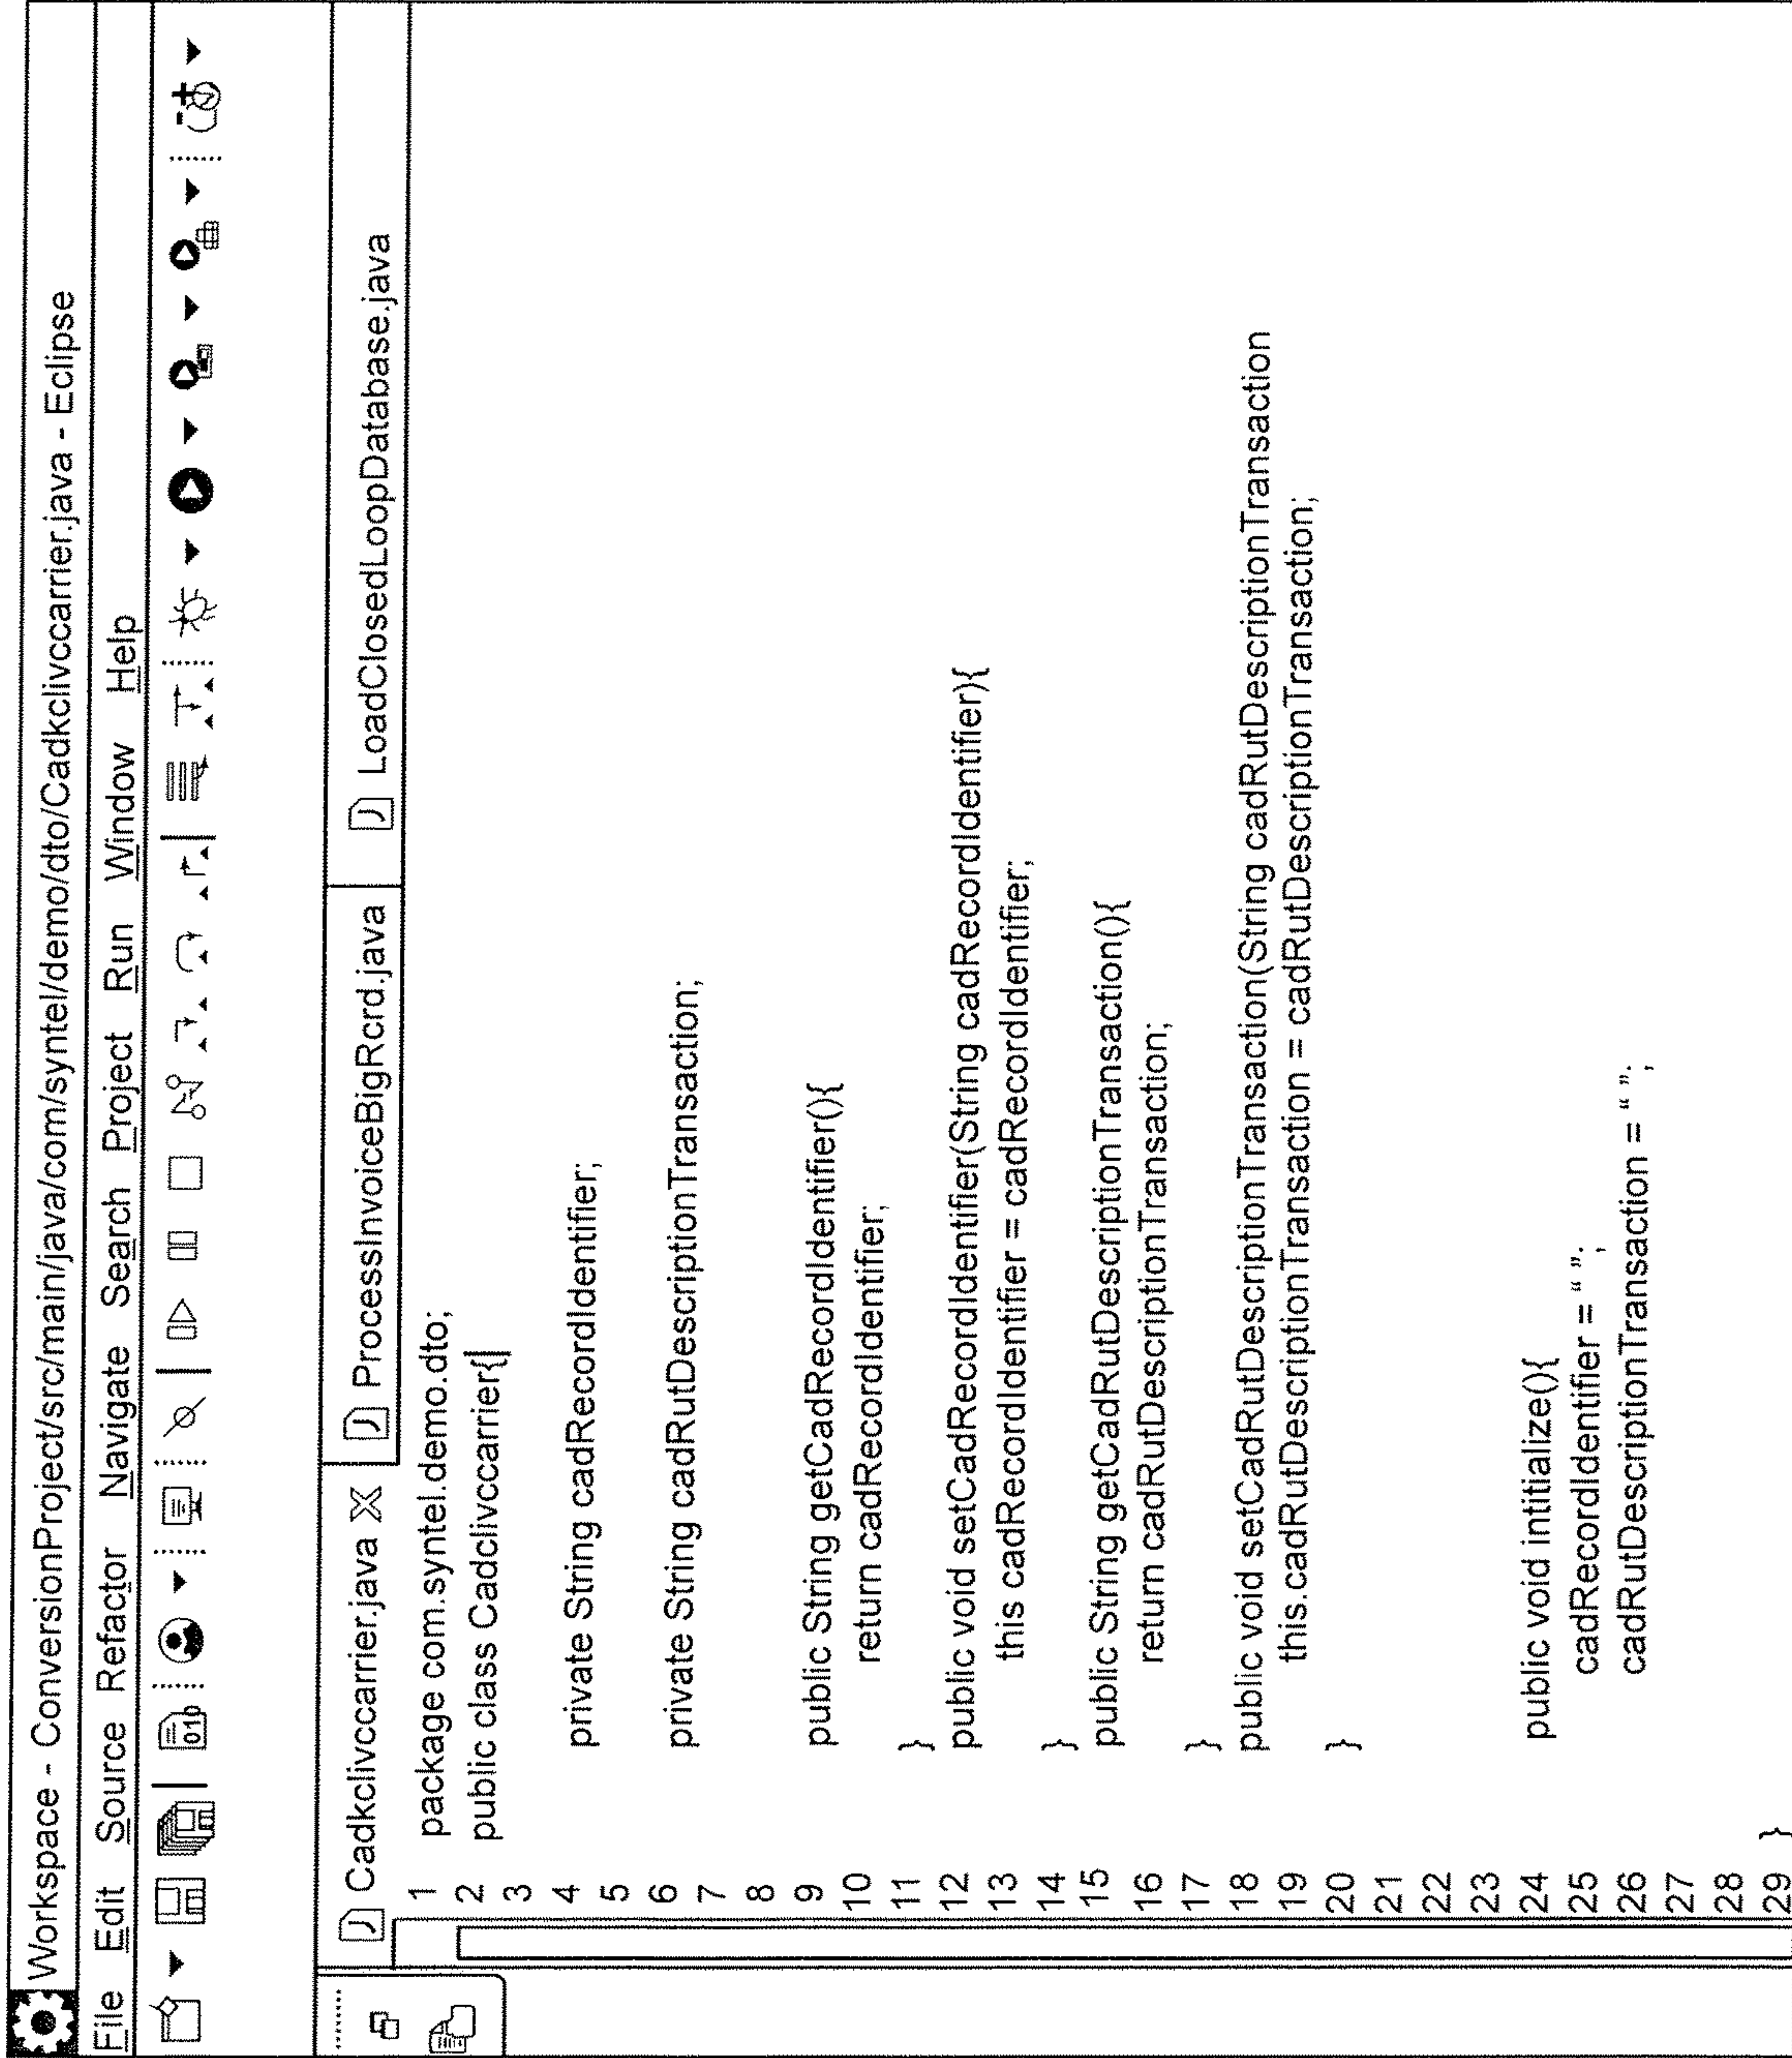 Workspace - ConversionProject/src/main/java/com/syntel/demo/dto/Cadkclivccarrier.java - Eclipse
File Edit Source Refactor Navigate Search Project Run Window Help
010
J Cadkclivccarrier.java X J ProcessInvoiceBigRcrd.java J LoadClosedLoopDatabase.java
1 package com.syntel.demo.dto;
2 public class Cadclivccarrier{
3
4 private String cadRecordIdentifier;
5
6 private String cadRutDescriptionTransaction;
7
8
9 public String getCadRecordIdentifier(){
10 return cadRecordIdentifier;
11 }
12 public void setCadRecordIdentifier(String cadRecordIdentifier){
13 this cadRecordIdentifier = cadRecordIdentifier;
14 }
15 public String getCadRutDescriptionTransaction(){
16 return cadRutDescriptionTransaction;
17 }
18 public void setCadRutDescriptionTransaction(String cadRutDescriptionTransaction
19 this.cadRutDescriptionTransaction = cadRutDescriptionTransaction;
20 }
21
22
23
24 public void intitialize(){
25 cadRecordIdentifier = “ ”;
26 cadRutDescriptionTransaction = “ ”;
27
28
29 }